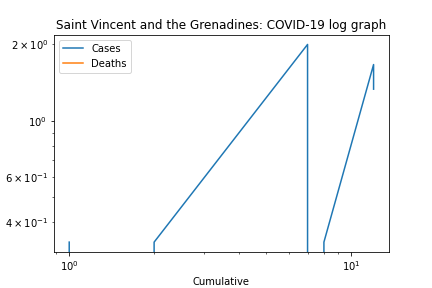 Saint Vincent and the Grenadines: COVID-19 log graph
Cases
Deaths
2 × 10⁰
10⁰
6 × 10⁻¹
4 × 10⁻¹
10⁰
10¹
Cumulative